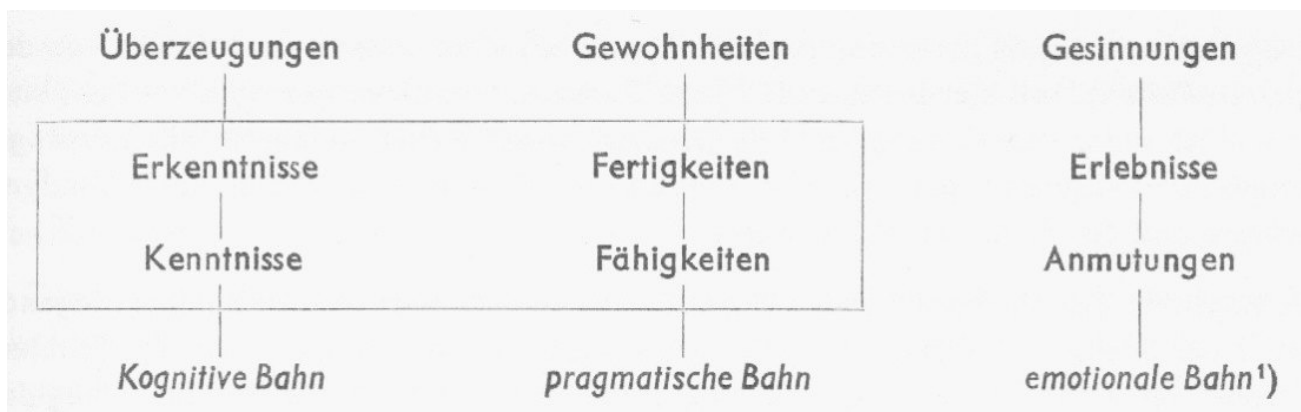 Überzeugungen Gewohnheiten Gesinnungen
Erkenntnisse Fertigkeiten Erlebnisse
Kenntnisse Fähigkeiten Anmutungen
Kognitive Bahn pragmatische Bahn emotionale Bahn¹)